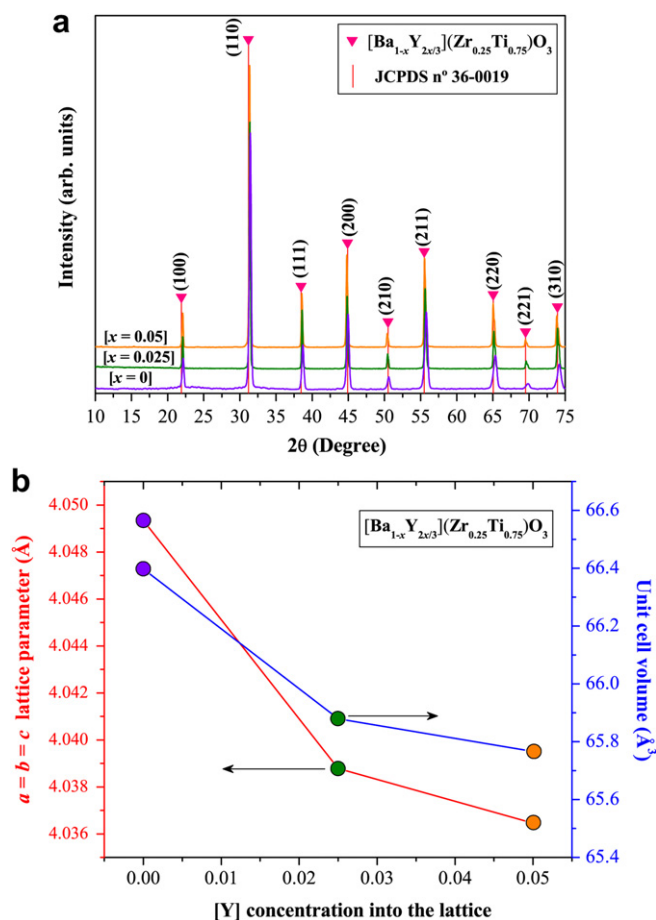 a
(110)
[Ba1-xY2x/3](Zr0.25Ti0.75)O3
JCPDS nº 36-0019
Intensity (arb. units)
(100)
(111)
(200)
(210)
(211)
(220)
(221)
(310)
[x = 0.05]
[x = 0.025]
[x = 0]
10 15 20 25 30 35 40 45 50 55 60 65 70 75
2θ (Degree)
b
4.050
4.048
4.046
4.044
4.042
4.040
4.038
4.036
a = b = c lattice parameter (Å)
[Ba1-xY2x/3](Zr0.25Ti0.75)O3
66.6
66.4
66.2
66.0
65.8
65.6
65.4
Unit cell volume (Å3)
0.00 0.01 0.02 0.03 0.04 0.05
[Y] concentration into the lattice